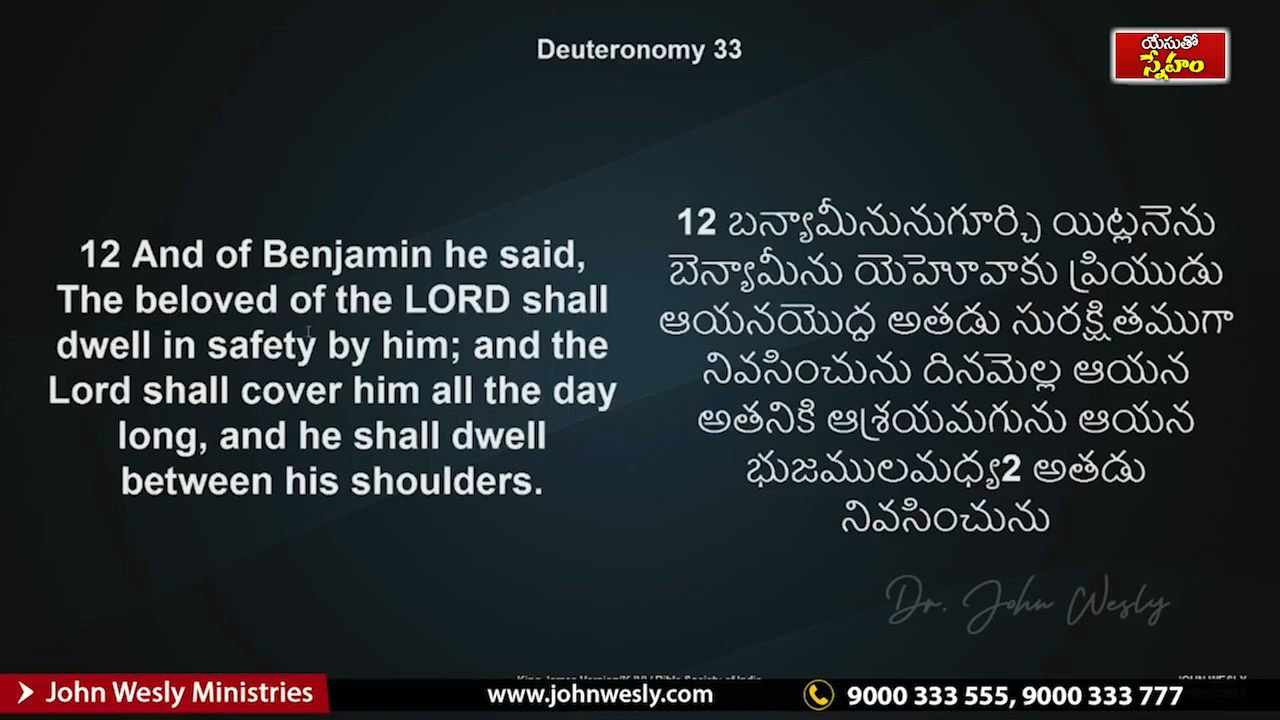 Deuteronomy 33
యేసుతో
స్నేహం
12 And of Benjamin he said,
The beloved of the LORD shall
dwell in safety by him; and the
Lord shall cover him all the day
long, and he shall dwell
between his shoulders.
12 బన్యామీనునుగూర్చి యిట్లనెను
బెన్యామీను యెహోవాకు ప్రియుడు
ఆయనయొద్ద అతడు సురక్షితముగా
నివసించును దినమెల్ల ఆయన
అతనికి ఆశ్రయమగును ఆయన
భుజములమధ్య2 అతడు
నివసించును
Dr. John Wesly
John Wesly Ministries
www.johnwesly.com
9000 333 555, 9000 333 777